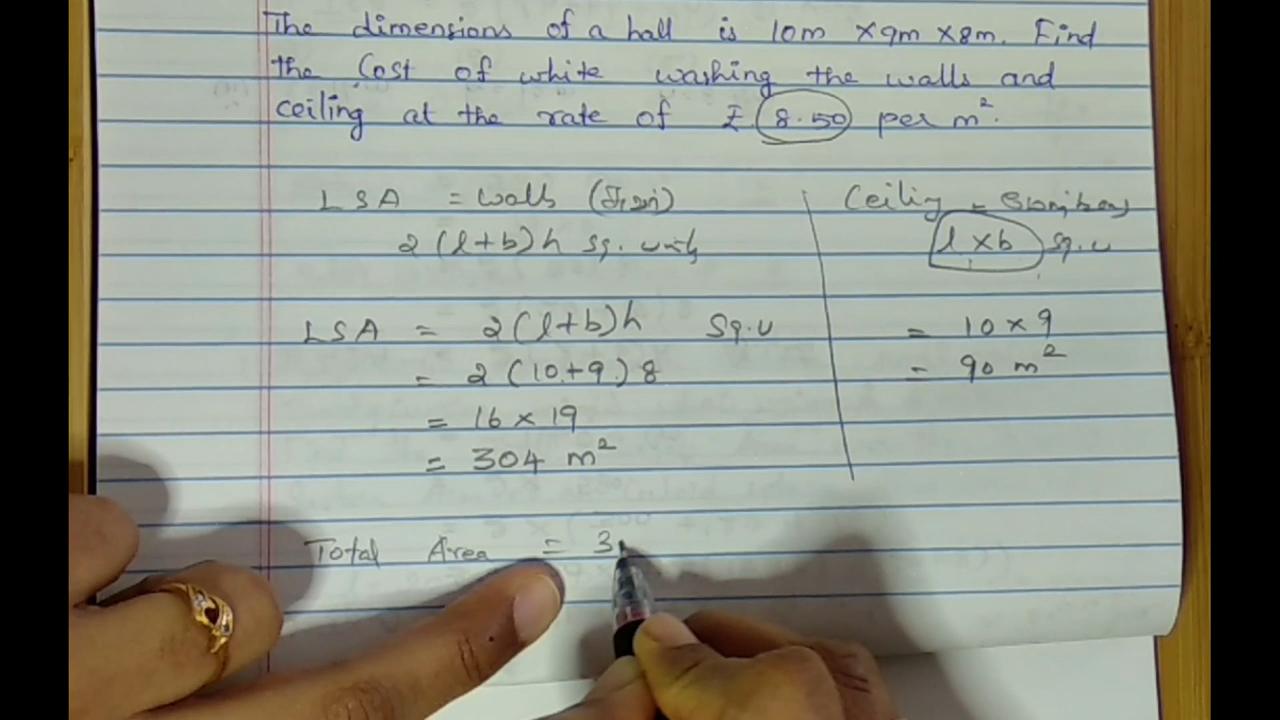 The dimensions of a hall is 10m × 9m × 8m. Find
the Cost of white washing the walls and
ceiling at the rate of ₹ 8.50 per m².
LSA = walls
2(l+b)h sq. units
LSA = 2(l+b)h Sq.u
= 2(10+9)8
= 16 × 19
= 304 m²
Ceiling =
l × b sq.u
= 10 × 9
= 90 m²
Total Area = 3